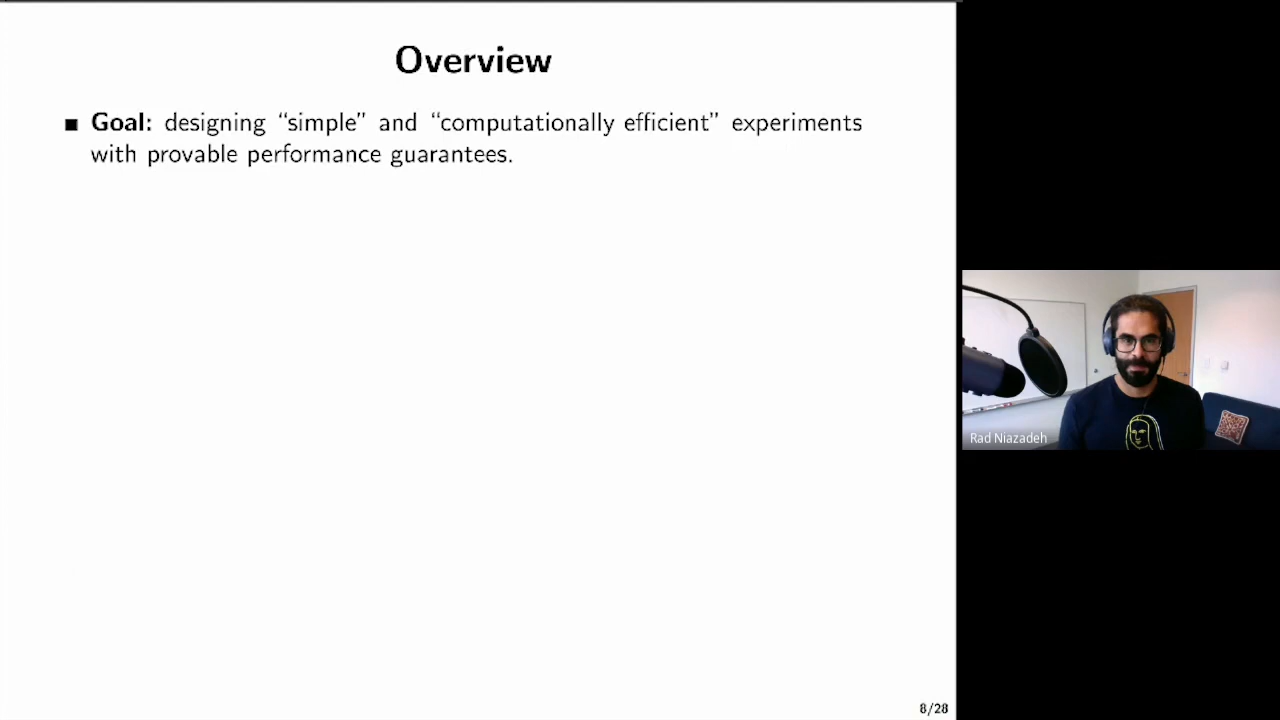 Overview
■ Goal: designing “simple” and “computationally efficient” experiments
with provable performance guarantees.
Rad Niazadeh
8/28